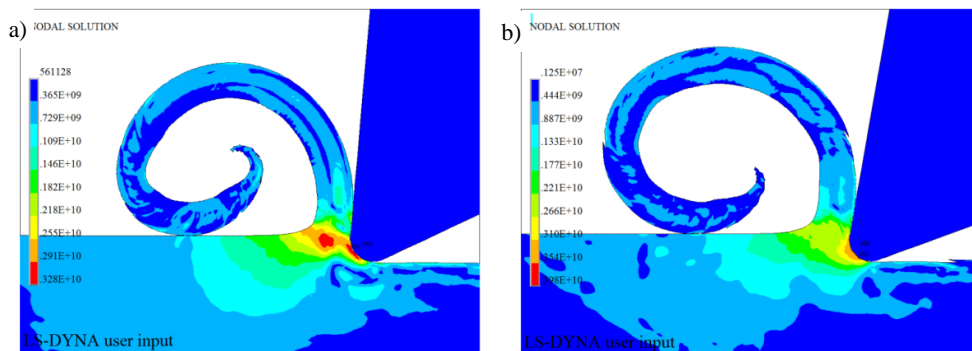 a)
NODAL SOLUTION
.561128
.365E+09
.729E+09
.109E+10
.146E+10
.182E+10
.255E+10
.291E+10
.328E+10
LS-DYNA user input
b)
1
NODAL SOLUTION
.125E+07
.444E+09
.887E+09
.133E+10
.177E+10
.221E+10
.266E+10
.310E+10
.354E+10
.398E+10
LS-DYNA user input